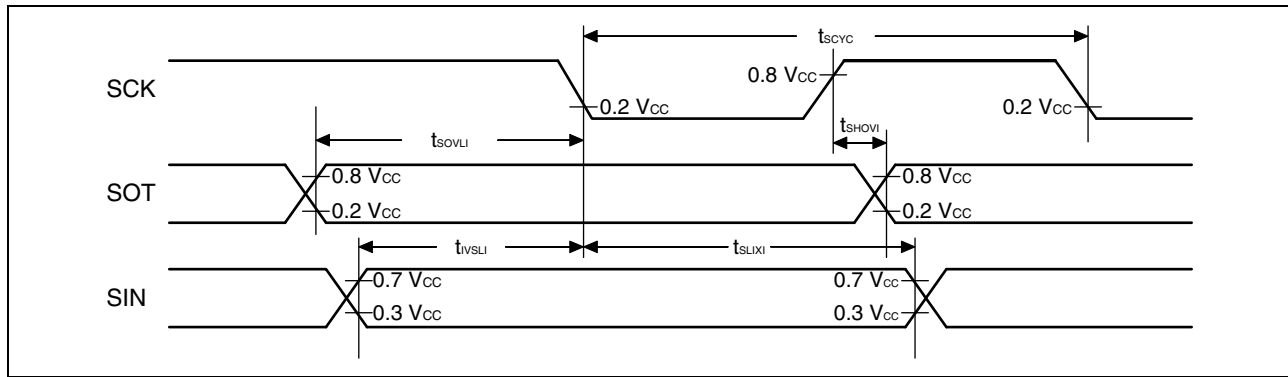 tSCYC
SCK
0.8 VCC
0.2 VCC
0.2 VCC
tSOVLI
tSHOVI
SOT
0.8 VCC
0.8 VCC
0.2 VCC
0.2 VCC
tIVSLI
tSLIXI
SIN
0.7 VCC
0.7 VCC
0.3 VCC
0.3 VCC